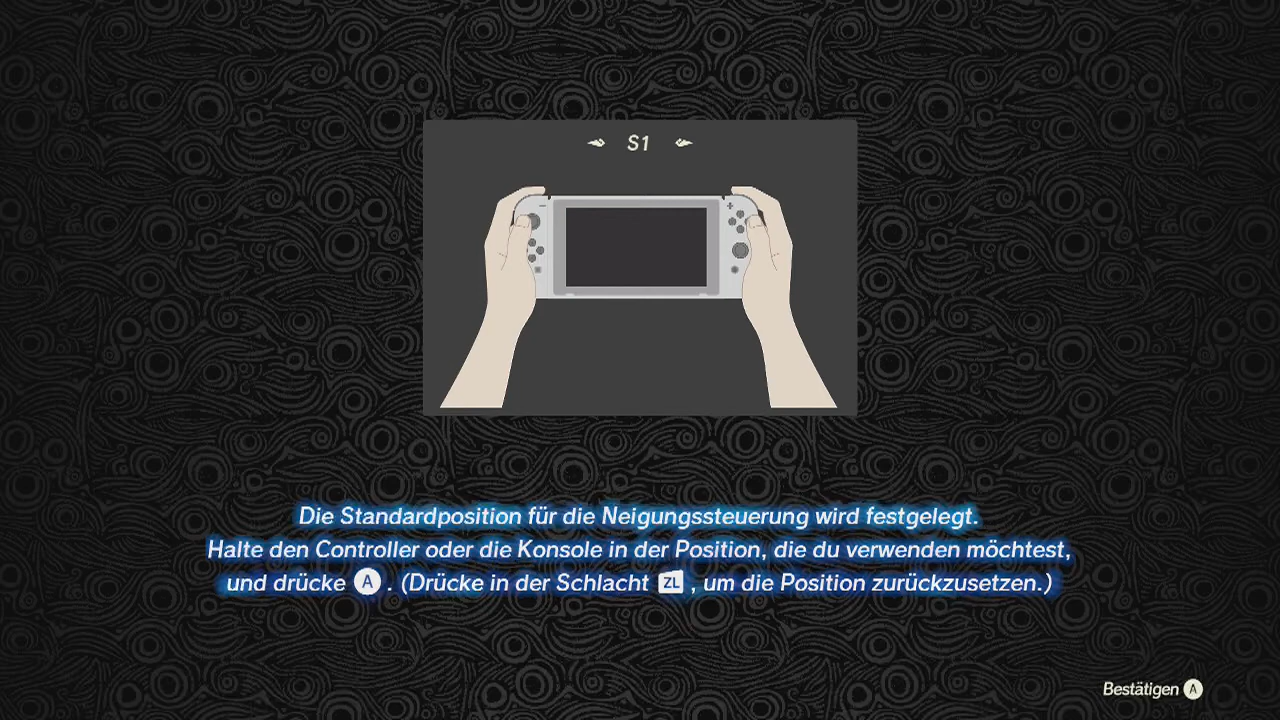 S1
Die Standardposition für die Neigungssteuerung wird festgelegt.
Halte den Controller oder die Konsole in der Position, die du verwenden möchtest,
und drücke A . (Drücke in der Schlacht ZL , um die Position zurückzusetzen.)
Bestätigen A